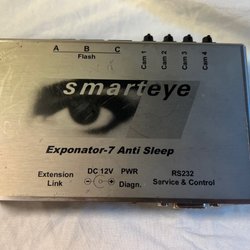 A B C Cam 1 Cam 2 Cam 3 Cam 4
Flash
smarteye
Exponator-7 Anti Sleep
Extension DC 12V PWR RS232
Link Diagn. Service & Control